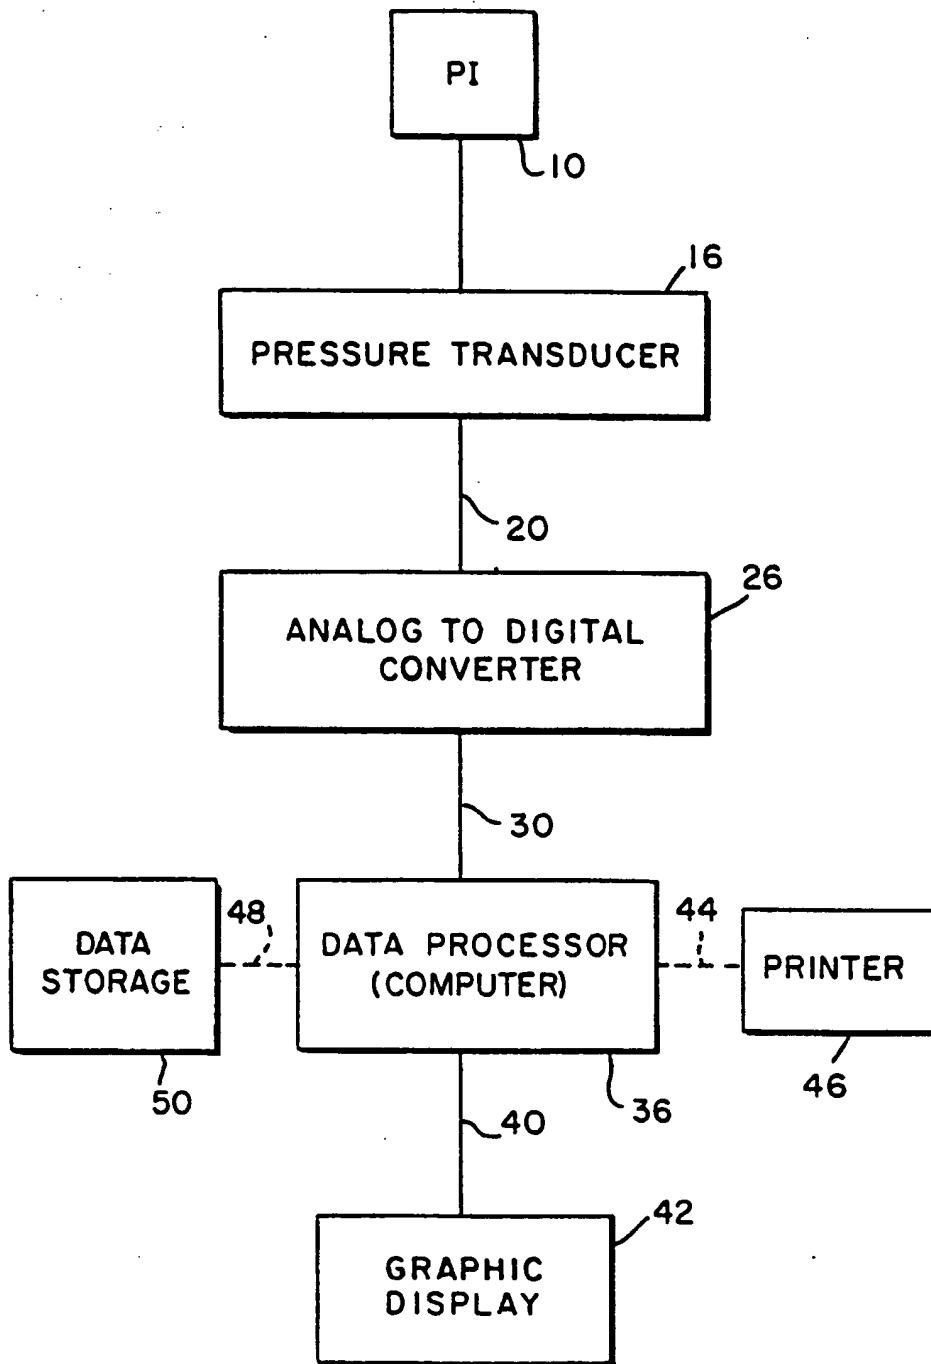 PI
10
16
PRESSURE TRANSDUCER
20
26
ANALOG TO DIGITAL
CONVERTER
30
48
44
DATA
STORAGE
DATA PROCESSOR
(COMPUTER)
PRINTER
50
36
46
40
42
GRAPHIC
DISPLAY